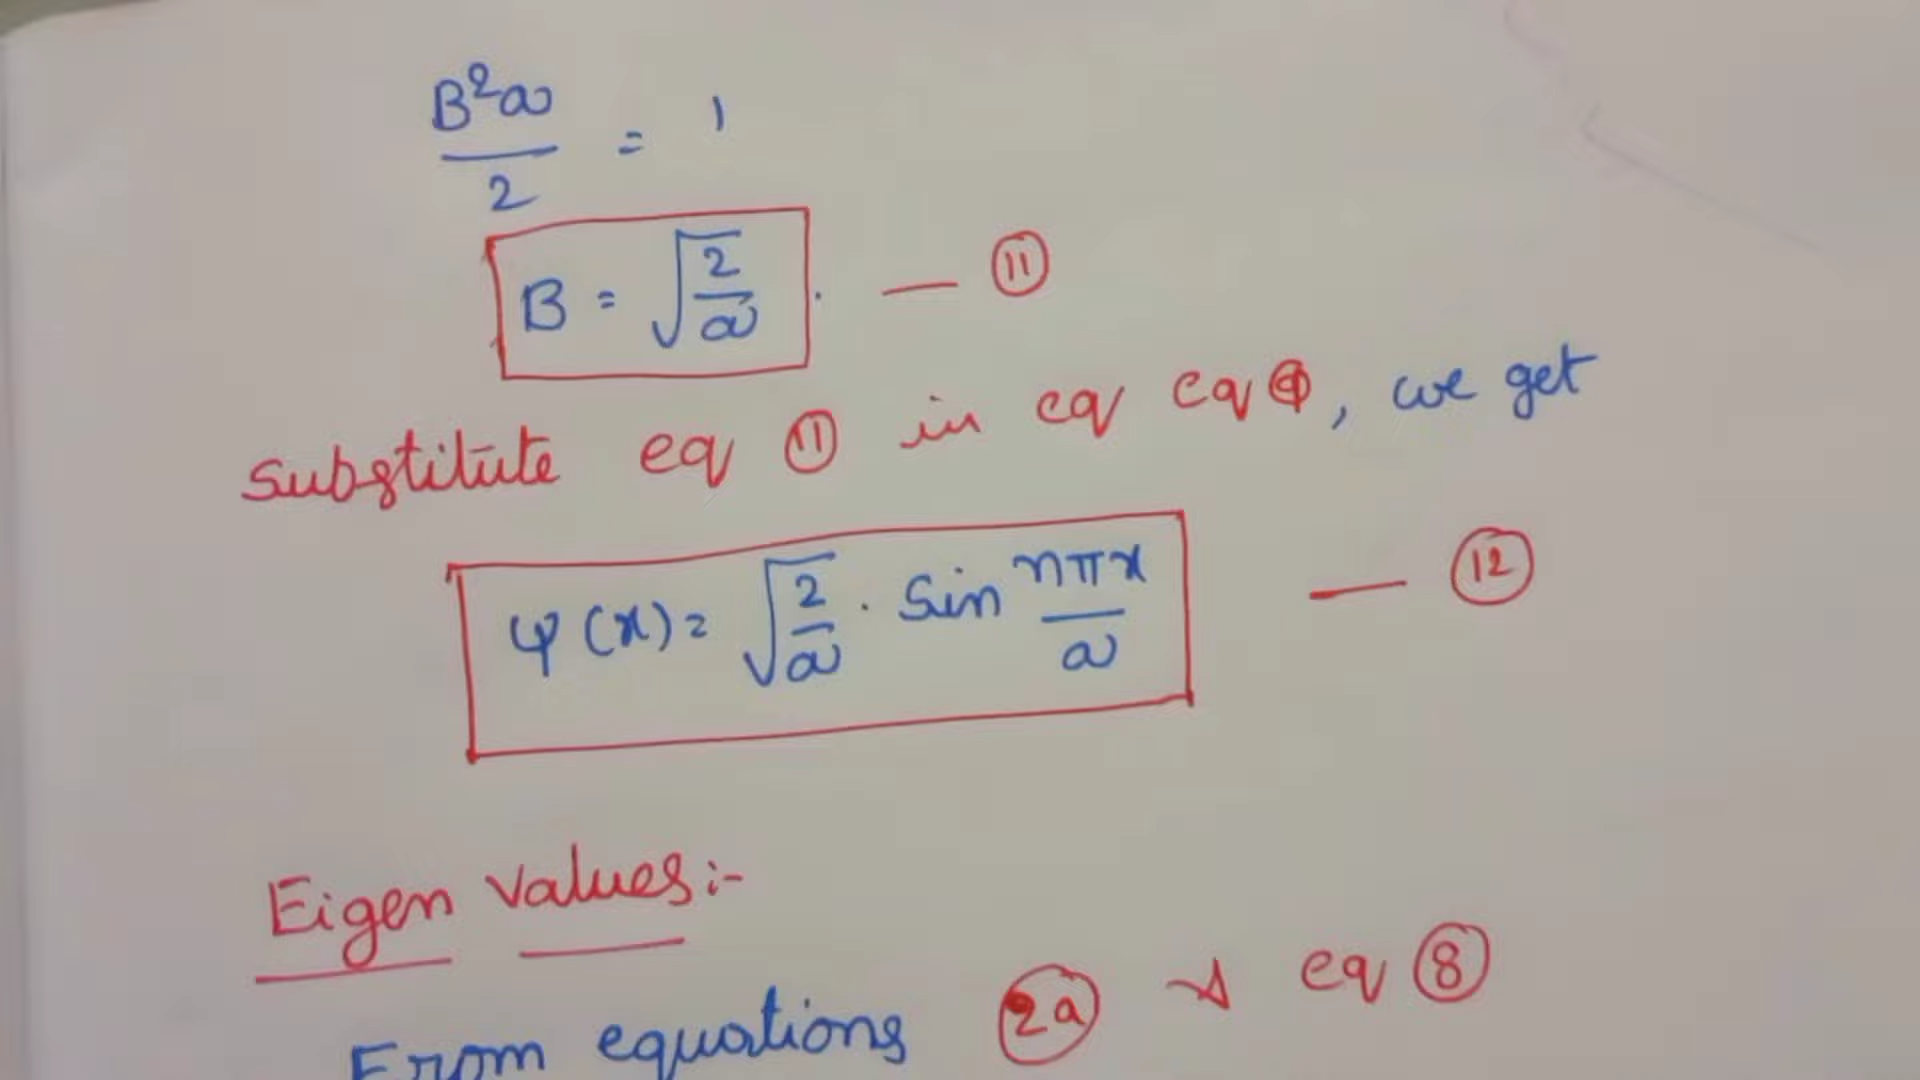 B²a/2 = 1
B = √(2/a) . — ⑪
Substitute eq ⑪ in eq eq ⑨, we get
ψ(x) = √(2/a) . Sin nπx/a — ⑫
Eigen Values:-
From equations 2a & eq ⑧